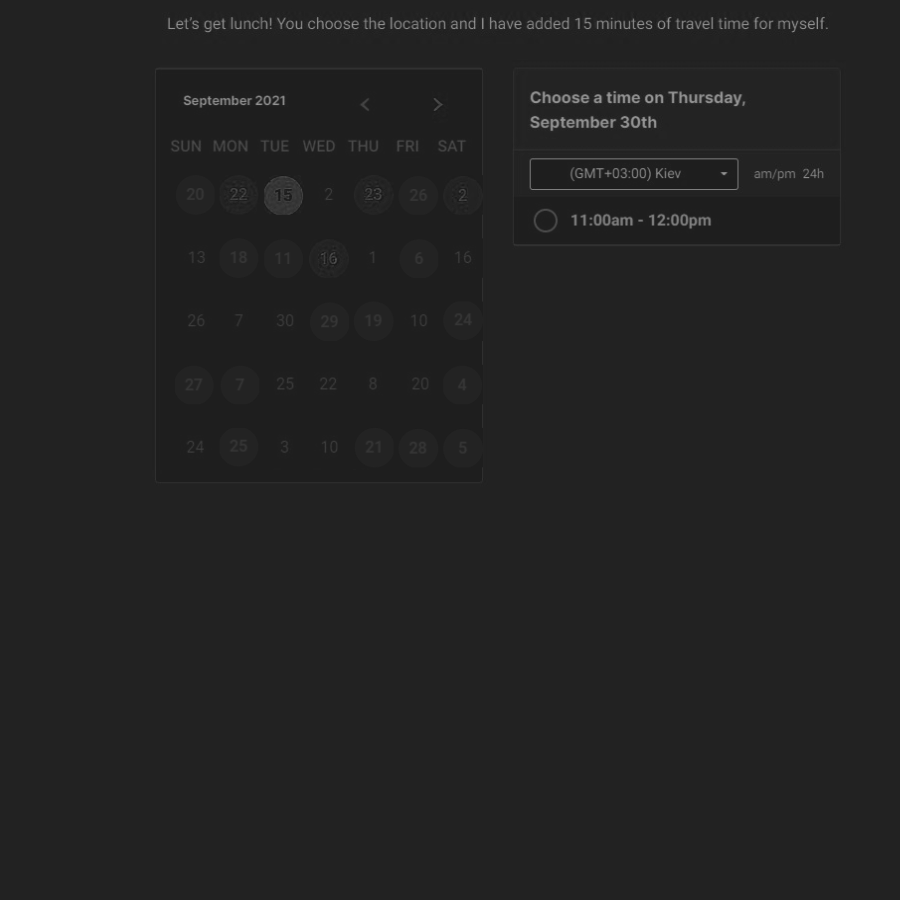 Let's get lunch! You choose the location and I have added 15 minutes of travel time for myself.
September 2021
SUN MON TUE WED THU FRI SAT
20 22 15 2 23 26 2
13 18 11 16 1 6 16
26 7 30 29 19 10 24
27 7 25 22 8 20 4
24 25 3 10 21 28 5
Choose a time on Thursday,
September 30th
(GMT+03:00) Kiev am/pm 24h
11:00am - 12:00pm